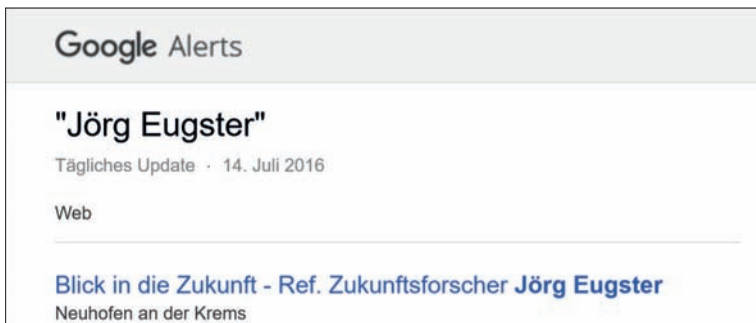 Google Alerts
"Jörg Eugster"
Tägliches Update · 14. Juli 2016
Web
Blick in die Zukunft - Ref. Zukunftsforscher Jörg Eugster
Neuhofen an der Krems